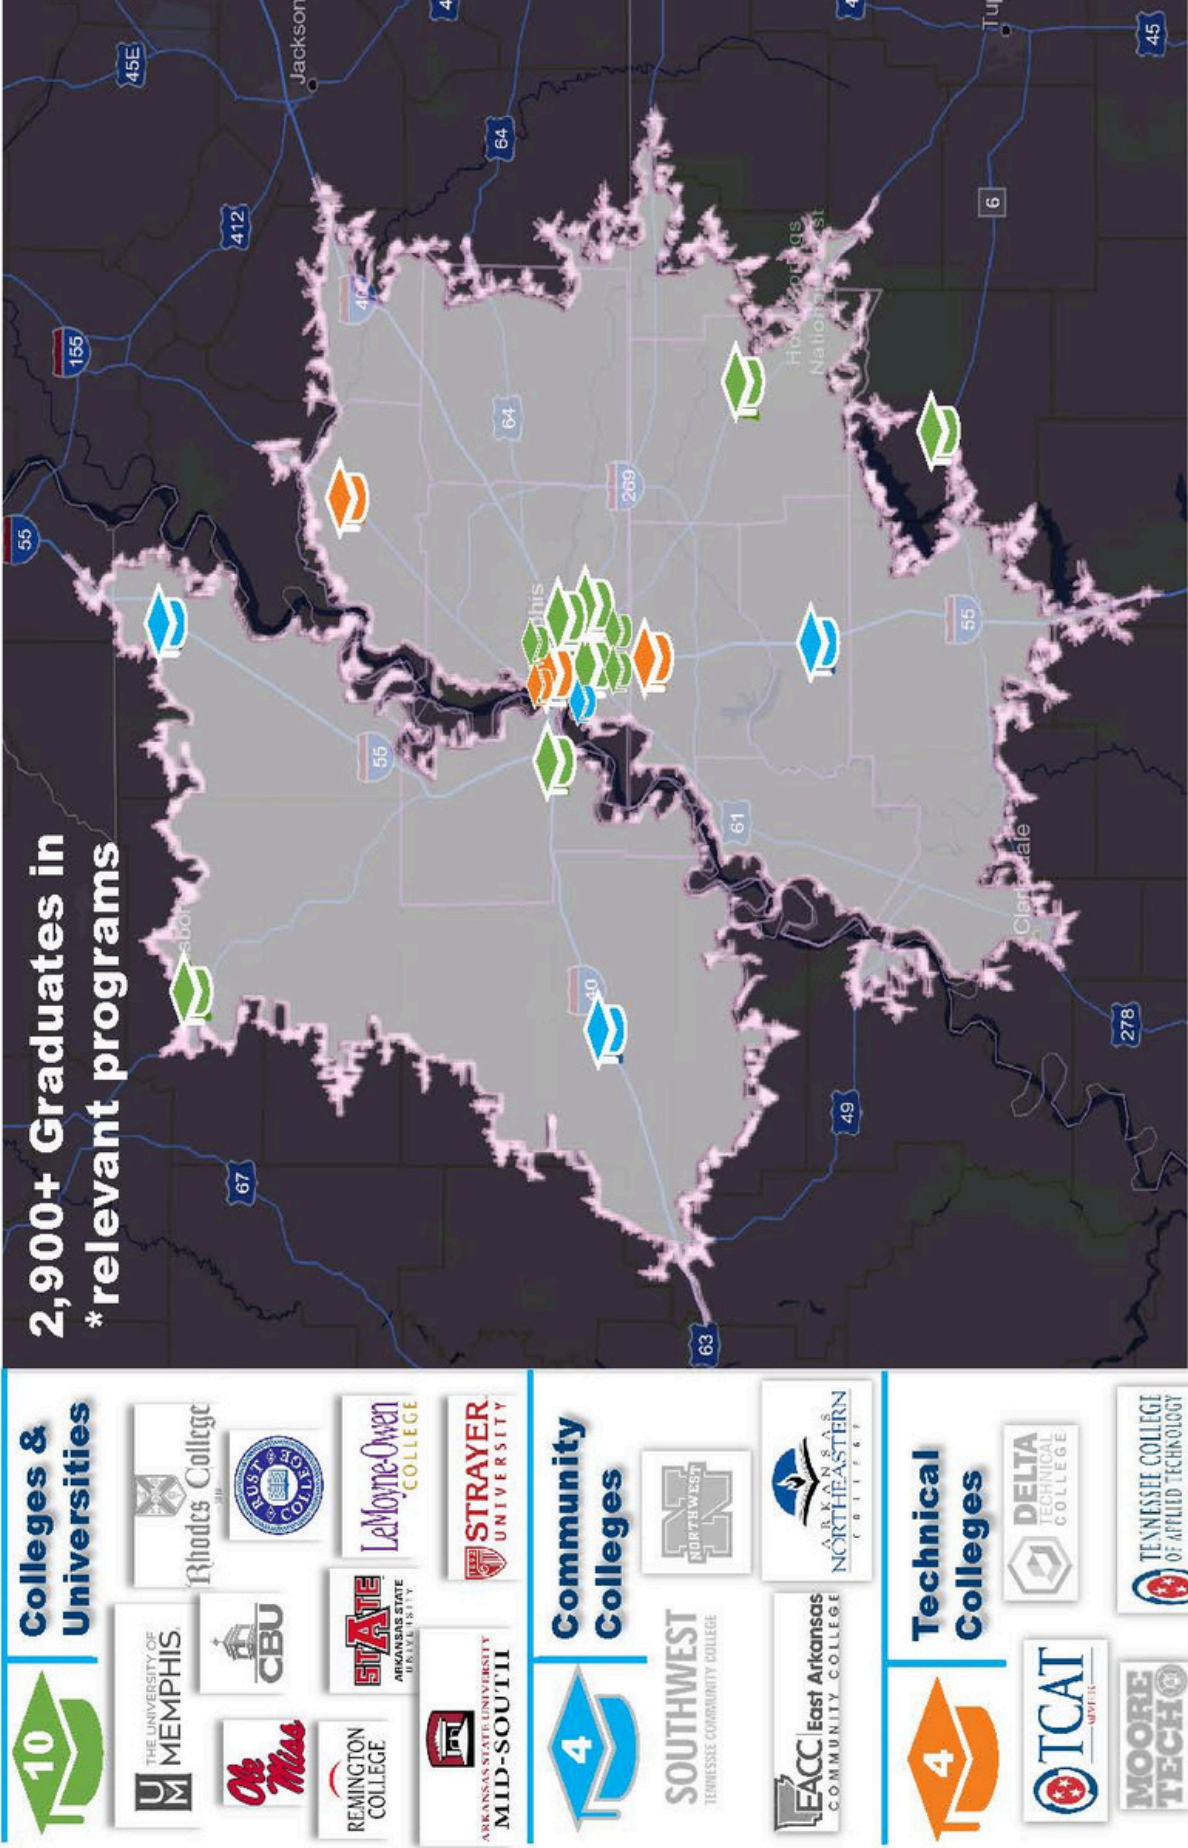 10
Colleges &
Universities
UM
THE UNIVERSITY OF
MEMPHIS.
Rhodes College
Ole
Miss
CBU
RUST
COLLEGE
REMINGTON
COLLEGE
STATE
ARKANSAS STATE
UNIVERSITY
LeMoyne-Owen
COLLEGE
ARKANSAS STATE UNIVERSITY
MID-SOUTH
STRAYER
UNIVERSITY
4
Community
Colleges
SOUTHWEST
TENNESSEE COMMUNITY COLLEGE
N
NORTHWEST
EACC East Arkansas
COMMUNITY COLLEGE
ARKANSAS
NORTHEASTERN
COLLEGE
4
Technical
Colleges
TCAT
DELTA
TECHNICAL
COLLEGE
MOORE
TECH
TENNESSEE COLLEGE
OF APPLIED TECHNOLOGY
2,900+ Graduates in
*relevant programs
55
155
45E
412
Jackson
67
55
40
64
64
40
269
61
63
49
55
6
45
278